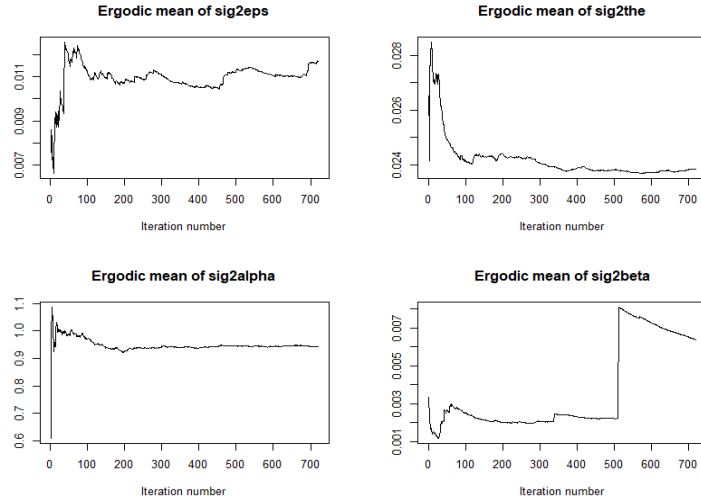 Ergodic mean of sig2eps
0.007 0.009 0.011
0 100 200 300 400 500 600 700
Iteration number
Ergodic mean of sig2the
0.024 0.026 0.028
0 100 200 300 400 500 600 700
Iteration number
Ergodic mean of sig2alpha
0.6 0.7 0.8 0.9 1.0 1.1
0 100 200 300 400 500 600 700
Iteration number
Ergodic mean of sig2beta
0.001 0.003 0.005 0.007
0 100 200 300 400 500 600 700
Iteration number